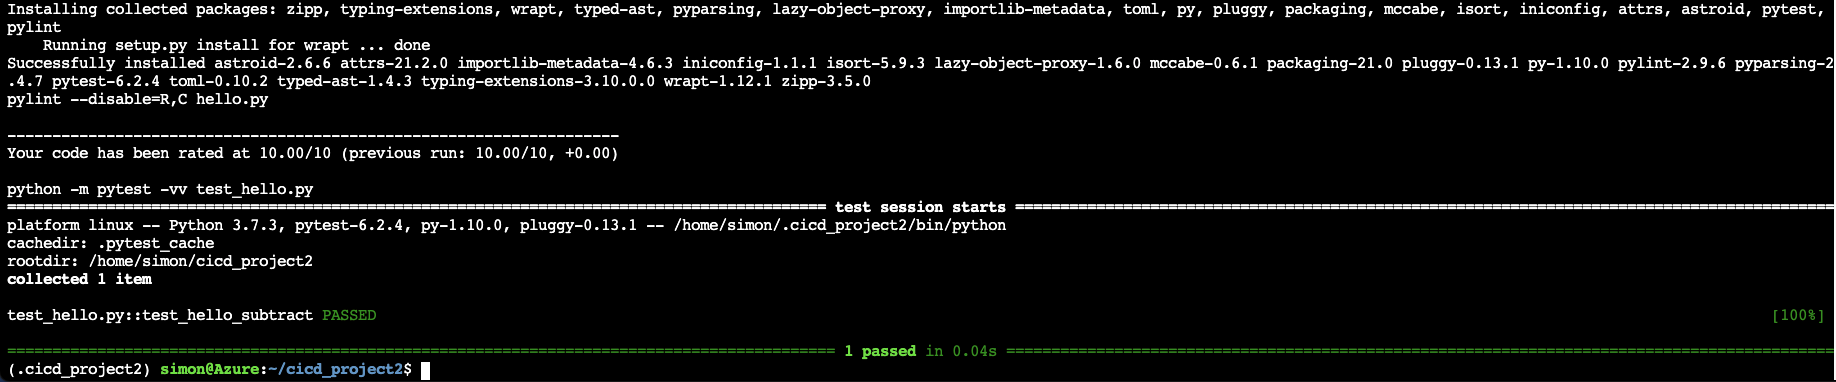 Installing collected packages: zipp, typing-extensions, wrapt, typed-ast, pyparsing, lazy-object-proxy, importlib-metadata, toml, py, pluggy, packaging, mccabe, isort, iniconfig, attrs, astroid, pytest,
pylint
    Running setup.py install for wrapt ... done
Successfully installed astroid-2.6.6 attrs-21.2.0 importlib-metadata-4.6.3 iniconfig-1.1.1 isort-5.9.3 lazy-object-proxy-1.6.0 mccabe-0.6.1 packaging-21.0 pluggy-0.13.1 py-1.10.0 pylint-2.9.6 pyparsing-2
.4.7 pytest-6.2.4 toml-0.10.2 typed-ast-1.4.3 typing-extensions-3.10.0.0 wrapt-1.12.1 zipp-3.5.0
pylint --disable=R,C hello.py
--------------------------------------------------------------------
Your code has been rated at 10.00/10 (previous run: 10.00/10, +0.00)
python -m pytest -vv test_hello.py
=========================================================================================== test session starts ===========================================================================================
platform linux -- Python 3.7.3, pytest-6.2.4, py-1.10.0, pluggy-0.13.1 -- /home/simon/.cicd_project2/bin/python
cachedir: .pytest_cache
rootdir: /home/simon/cicd_project2
collected 1 item
test_hello.py::test_hello_subtract PASSED [100%]
============================================================================================ 1 passed in 0.04s ============================================================================================
(.cicd_project2) simon@Azure:~/cicd_project2$